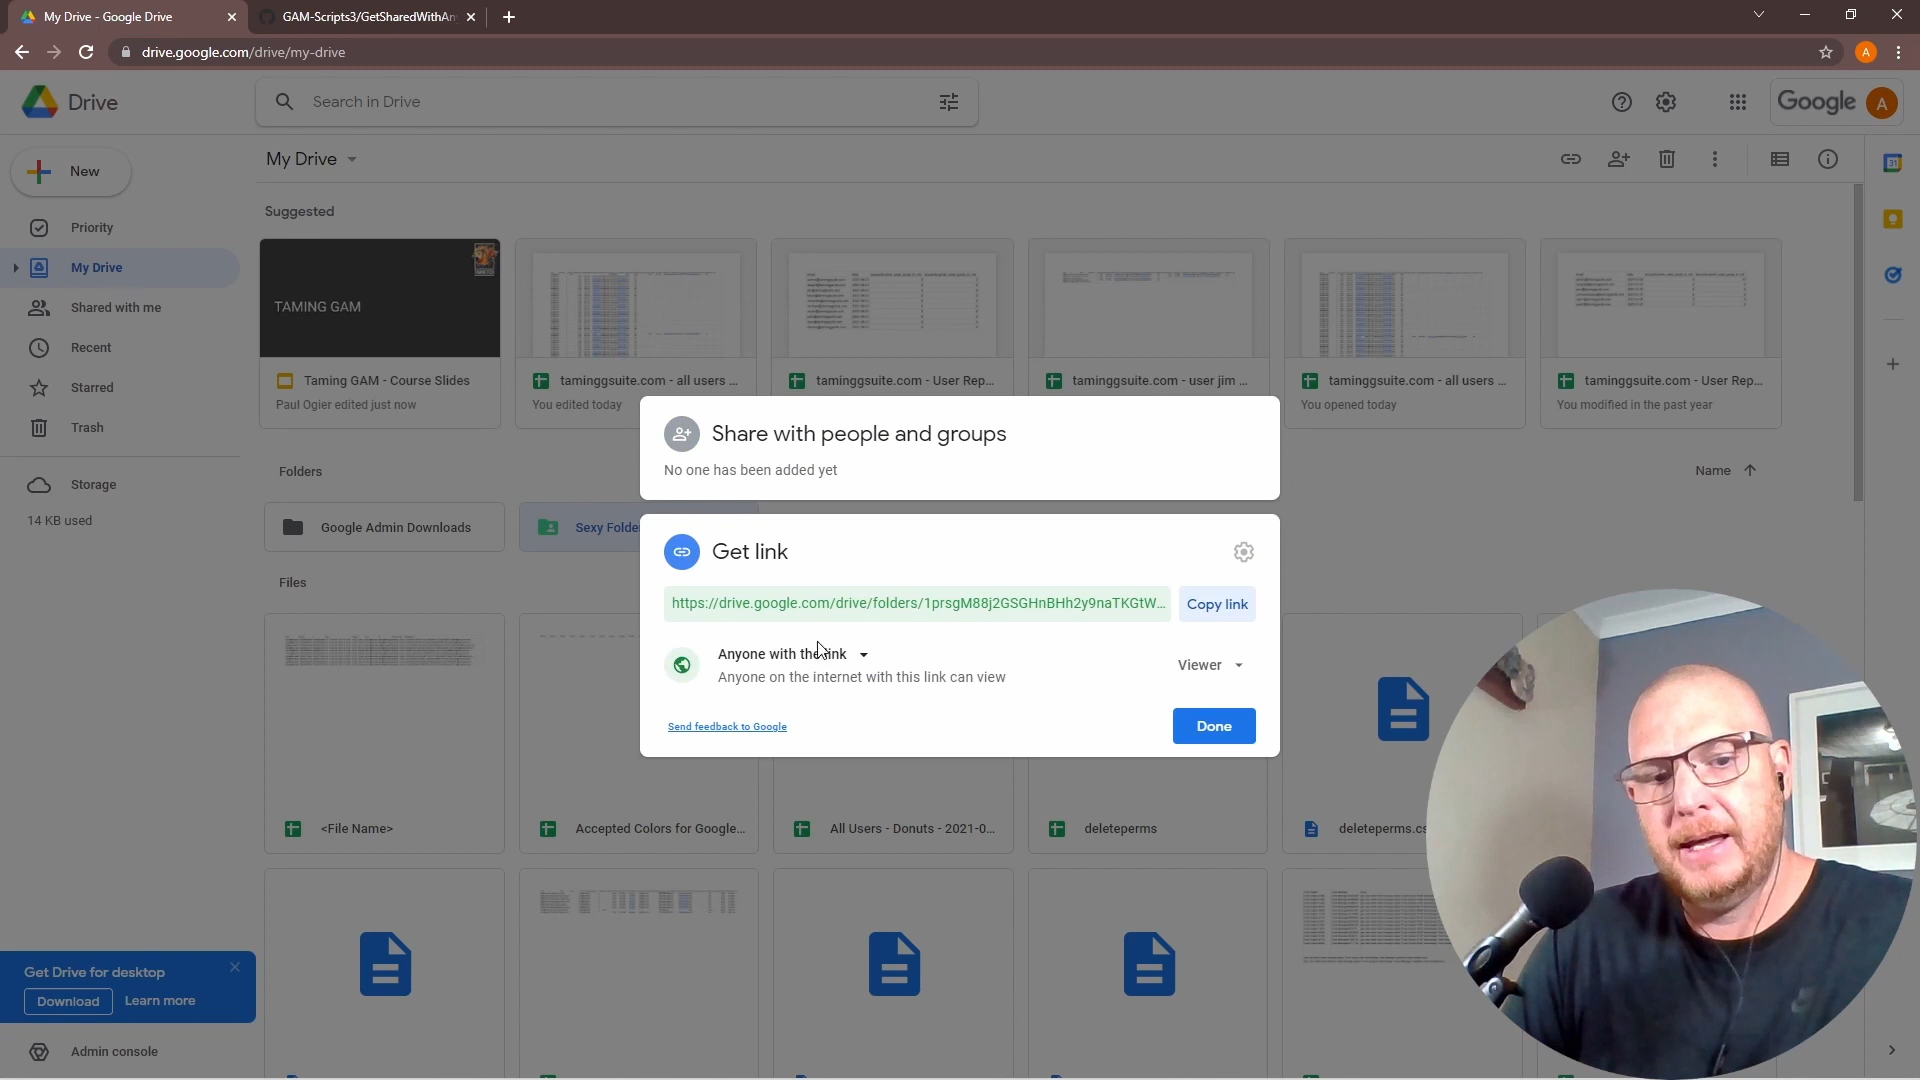 My Drive - Google Drive
GAM-Scripts3/GetSharedWithAn
drive.google.com/drive/my-drive
A
Drive
Search in Drive
Google
A
New
My Drive
31
Suggested
Priority
My Drive
Shared with me
Recent
Starred
Trash
Storage
14 KB used
TAMING GAM
Taming GAM - Course Slides
Paul Ogier edited just now
taminggsuite.com - all users ...
You edited today
taminggsuite.com - User Rep...
taminggsuite.com - user jim ...
taminggsuite.com - all users ...
You opened today
taminggsuite.com - User Rep...
You modified in the past year
Folders
Name
Google Admin Downloads
Sexy Folde
Share with people and groups
No one has been added yet
Get link
https://drive.google.com/drive/folders/1prsgM88j2GSGHnBHh2y9naTKGtW...
Copy link
Anyone with the link
Anyone on the internet with this link can view
Viewer
Send feedback to Google
Done
Files
<File Name>
Accepted Colors for Google...
All Users - Donuts - 2021-0...
deleteperms
deleteperms.cs
Get Drive for desktop
Download
Learn more
Admin console